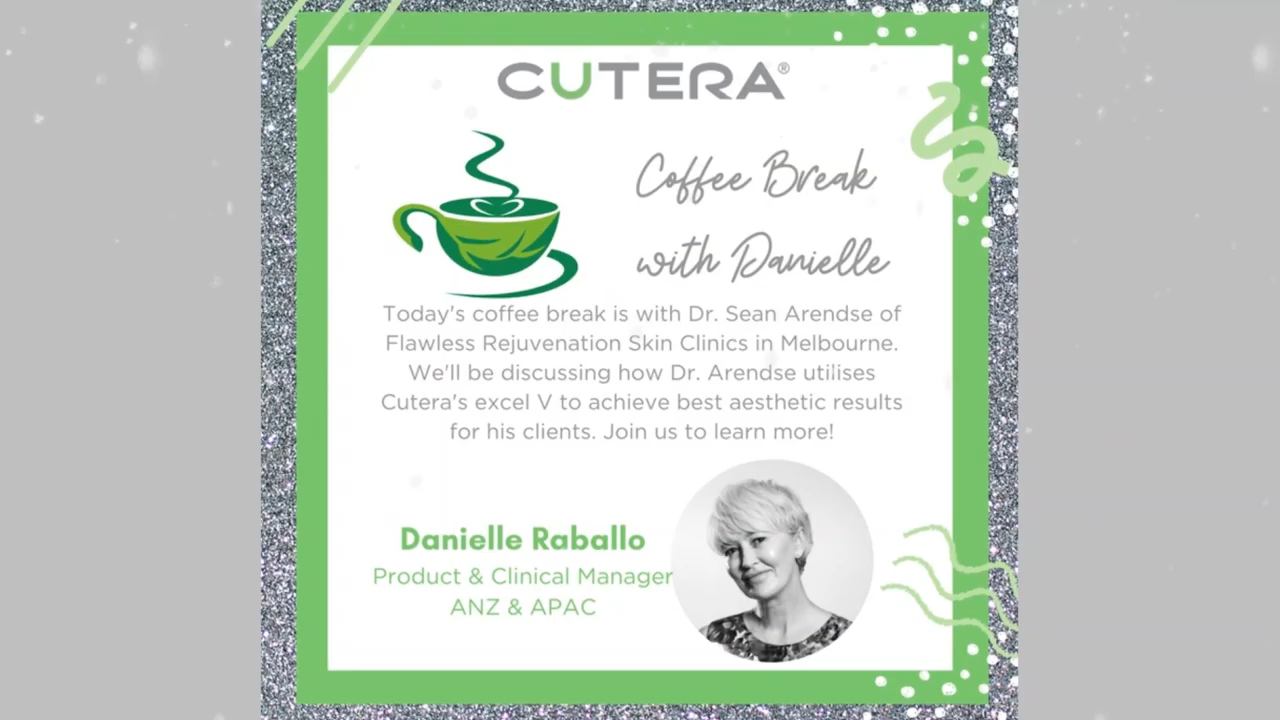 CUTERA®
Coffee Break
with Danielle
Today's coffee break is with Dr. Sean Arendse of
Flawless Rejuvenation Skin Clinics in Melbourne.
We'll be discussing how Dr. Arendse utilises
Cutera's excel V to achieve best aesthetic results
for his clients. Join us to learn more!
Danielle Raballo
Product & Clinical Manager
ANZ & APAC